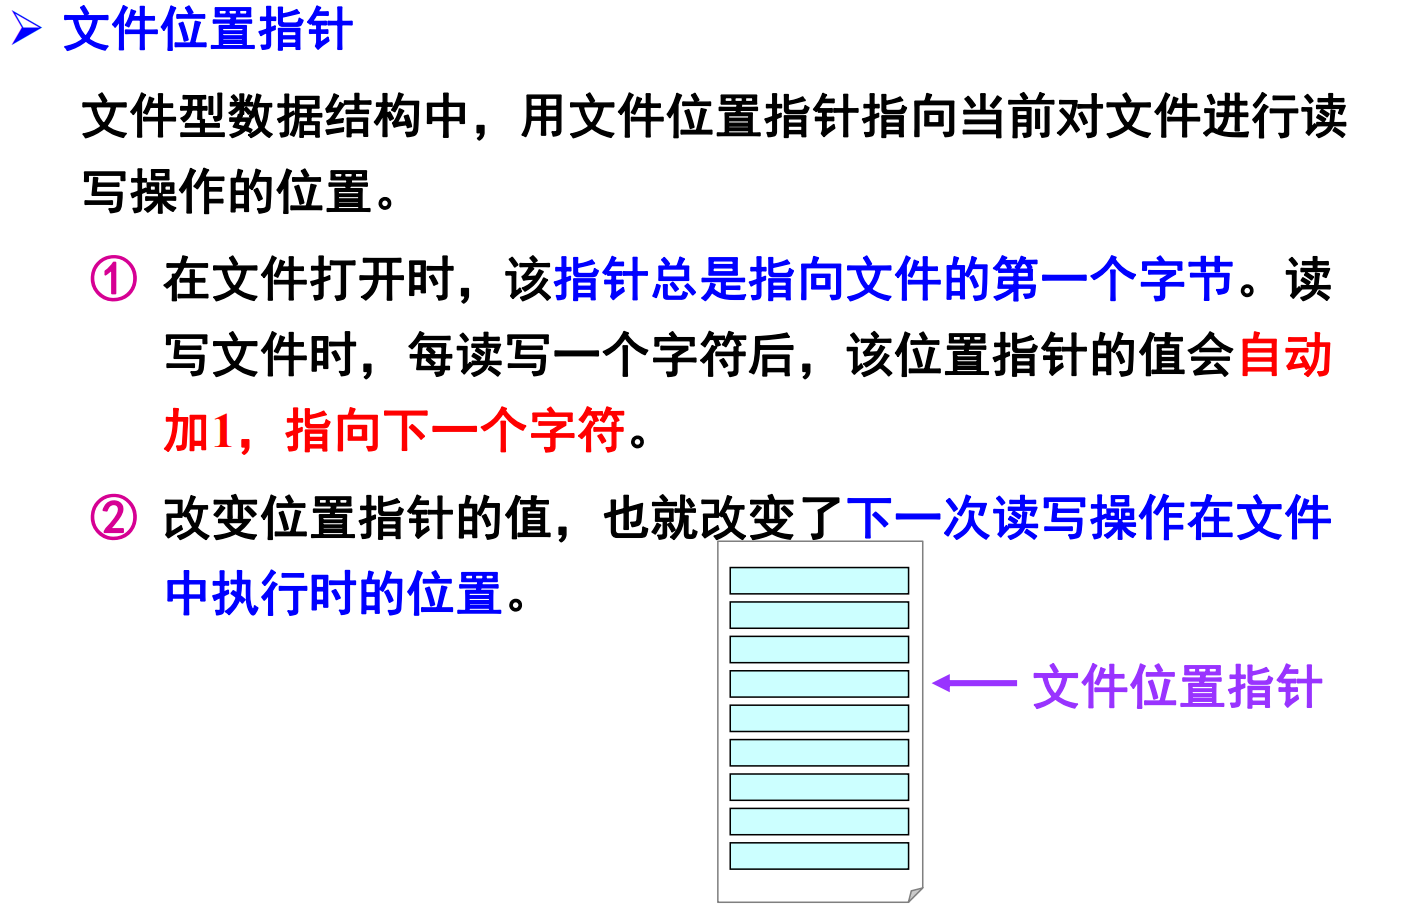 文件位置指针
文件型数据结构中，用文件位置指针指向当前对文件进行读
写操作的位置。
① 在文件打开时，该指针总是指向文件的第一个字节。读
写文件时，每读写一个字符后，该位置指针的值会自动
加1，指向下一个字符。
② 改变位置指针的值，也就改变了下一次读写操作在文件
中执行时的位置。
文件位置指针